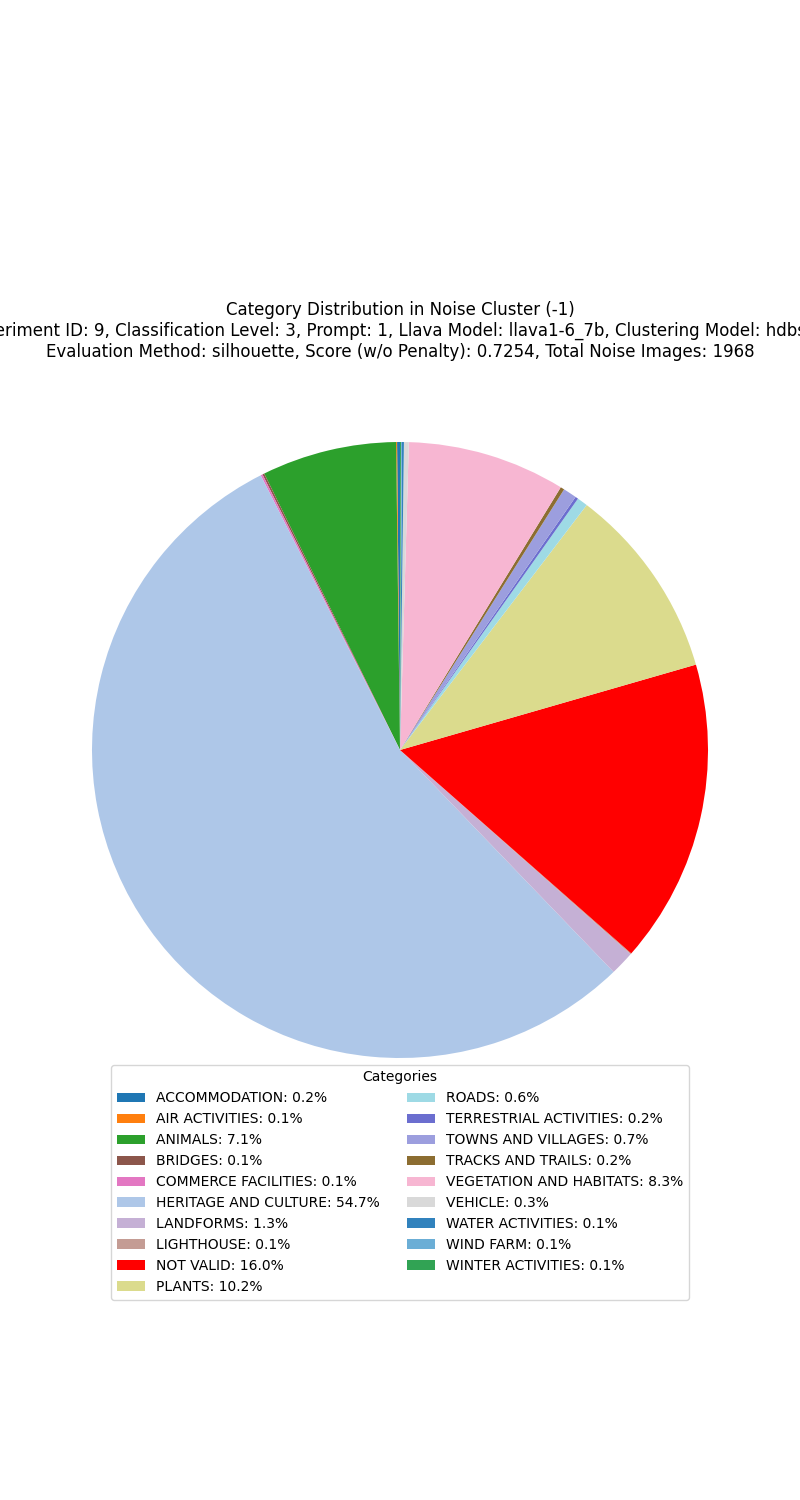 Category Distribution in Noise Cluster (-1)
ID: 9, Classification Level: 3, Prompt: 1, Llava Model: llava1-6_7b, Clustering Model:
Evaluation Method: silhouette, Score (w/o Penalty): 0.7254, Total Noise Images: 1968
Categories
ACCOMMODATION: 0.2%
AIR ACTIVITIES: 0.1%
ANIMALS: 7.1%
BRIDGES: 0.1%
COMMERCE FACILITIES: 0.1%
HERITAGE AND CULTURE: 54.7%
LANDFORMS: 1.3%
LIGHTHOUSE: 0.1%
NOT VALID: 16.0%
PLANTS: 10.2%
ROADS: 0.6%
TERRESTRIAL ACTIVITIES: 0.2%
TOWNS AND VILLAGES: 0.7%
TRACKS AND TRAILS: 0.2%
VEGETATION AND HABITATS: 8.3%
VEHICLE: 0.3%
WATER ACTIVITIES: 0.1%
WIND FARM: 0.1%
WINTER ACTIVITIES: 0.1%